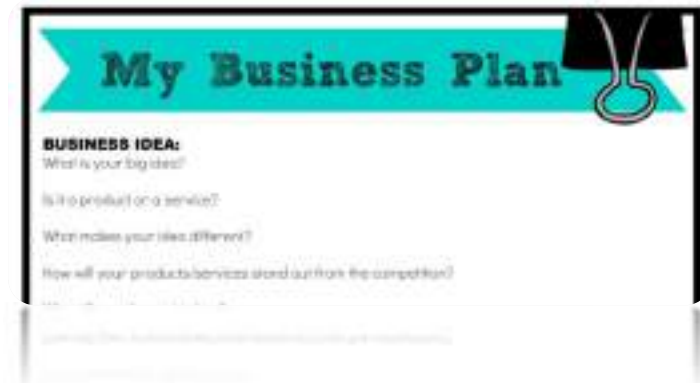 My Business Plan
BUSINESS IDEA:
What is your big idea?
Is it a product or a service?
What makes your idea different?
How will your products/services stand out from the competition?